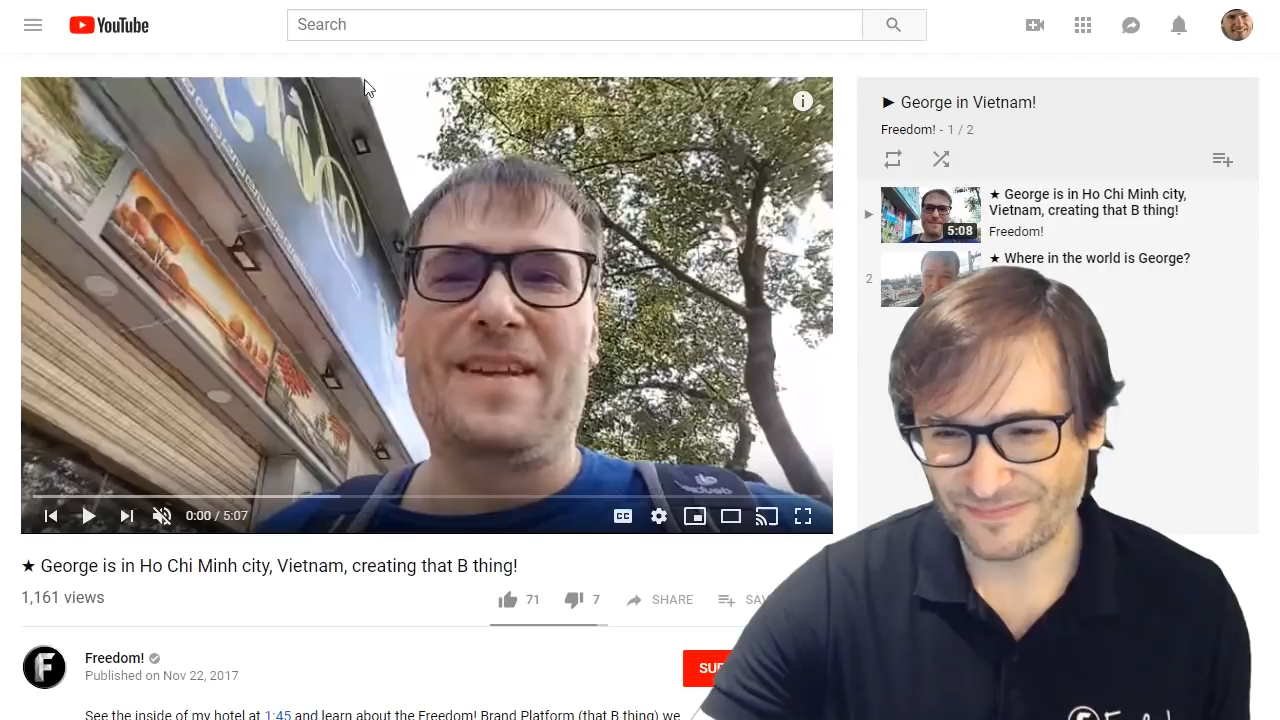 YouTube
Search
George in Vietnam!
Freedom! - 1 / 2
★ George is in Ho Chi Minh city,
Vietnam, creating that B thing!
Freedom!
5:08
2
★ Where in the world is George?
0:00 / 5:07
CC
★ George is in Ho Chi Minh city, Vietnam, creating that B thing!
1,161 views
71
7
SHARE
F
Freedom!
Published on Nov 22, 2017
See the inside of my hotel at 1:45 and learn about the Freedom! Brand Platform (that B thing) we